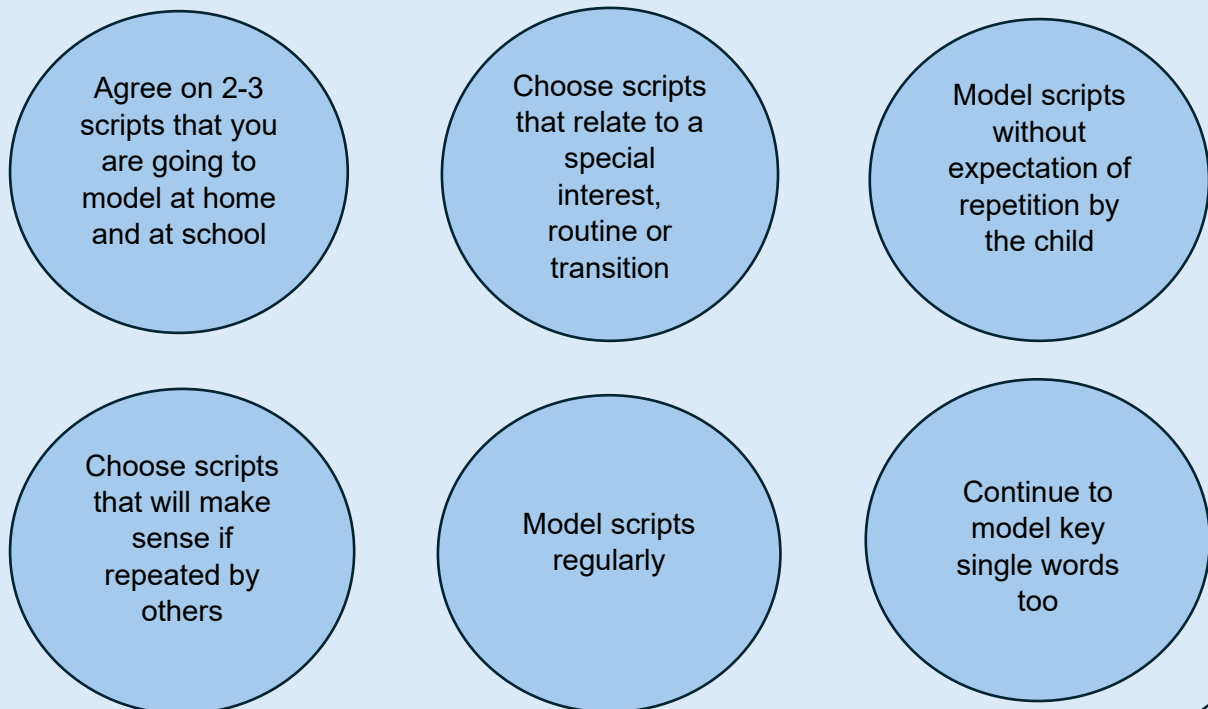 Agree on 2-3
scripts that you
are going to
model at home
and at school
Choose scripts
that relate to a
special
interest,
routine or
transition
Model scripts
without
expectation of
repetition by
the child
Choose scripts
that will make
sense if
repeated by
others
Model scripts
regularly
Continue to
model key
single words
too